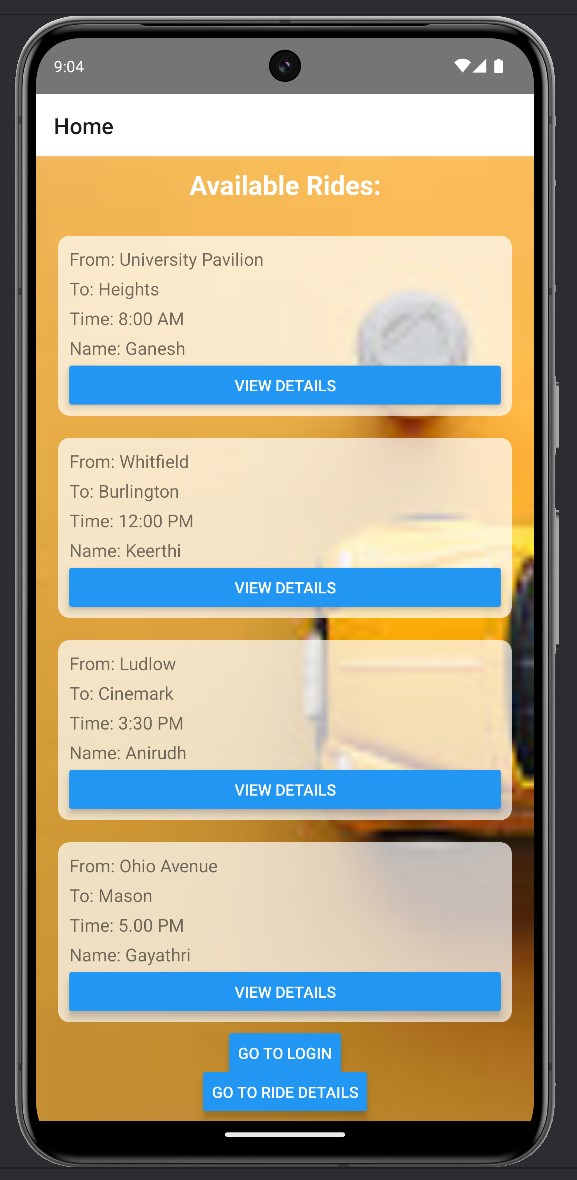 9:04
Home
Available Rides:
From: University Pavilion
To: Heights
Time: 8:00 AM
Name: Ganesh
VIEW DETAILS
From: Whitfield
To: Burlington
Time: 12:00 PM
Name: Keerthi
VIEW DETAILS
From: Ludlow
To: Cinemark
Time: 3:30 PM
Name: Anirudh
VIEW DETAILS
From: Ohio Avenue
To: Mason
Time: 5.00 PM
Name: Gayathri
VIEW DETAILS
GO TO LOGIN
GO TO RIDE DETAILS